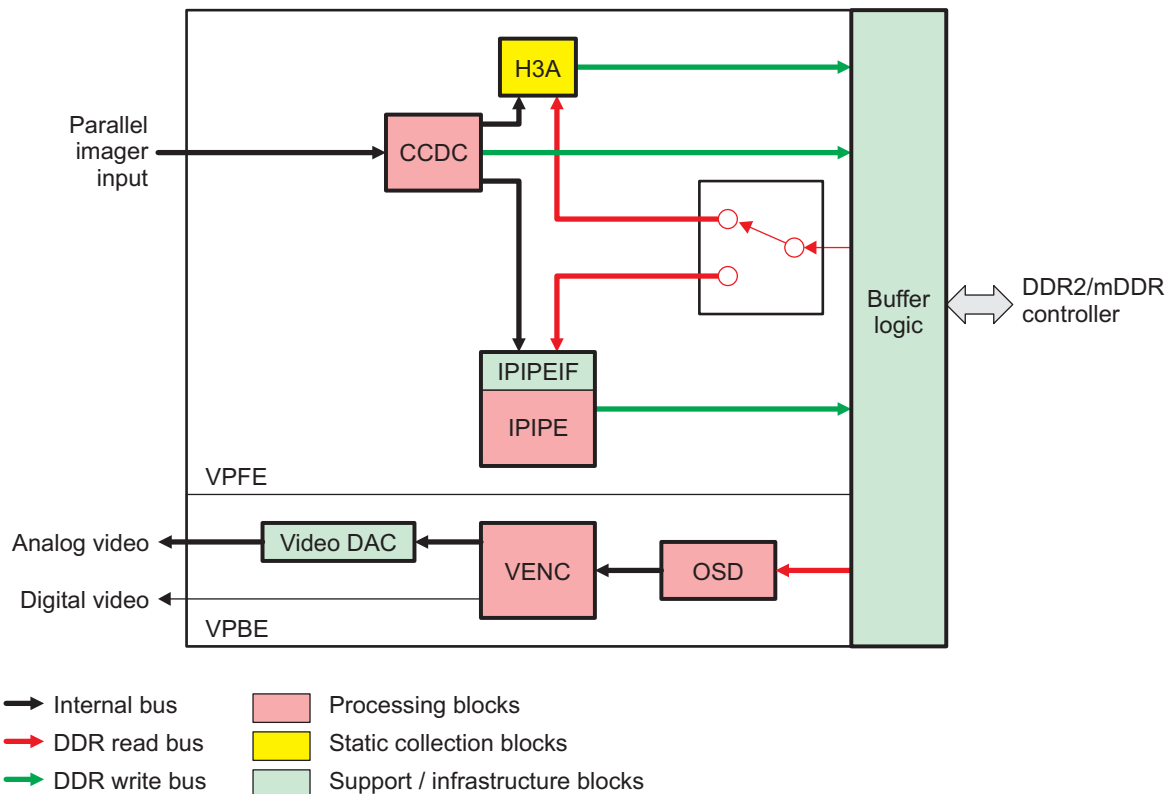 H3A
Parallel
imager
input
CCDC
Buffer
logic
DDR2/mDDR
controller
IPIPEIF
IPIPE
VPFE
Analog video
Video DAC
VENC
OSD
Digital video
VPBE
Internal bus
Processing blocks
DDR read bus
Static collection blocks
DDR write bus
Support / infrastructure blocks